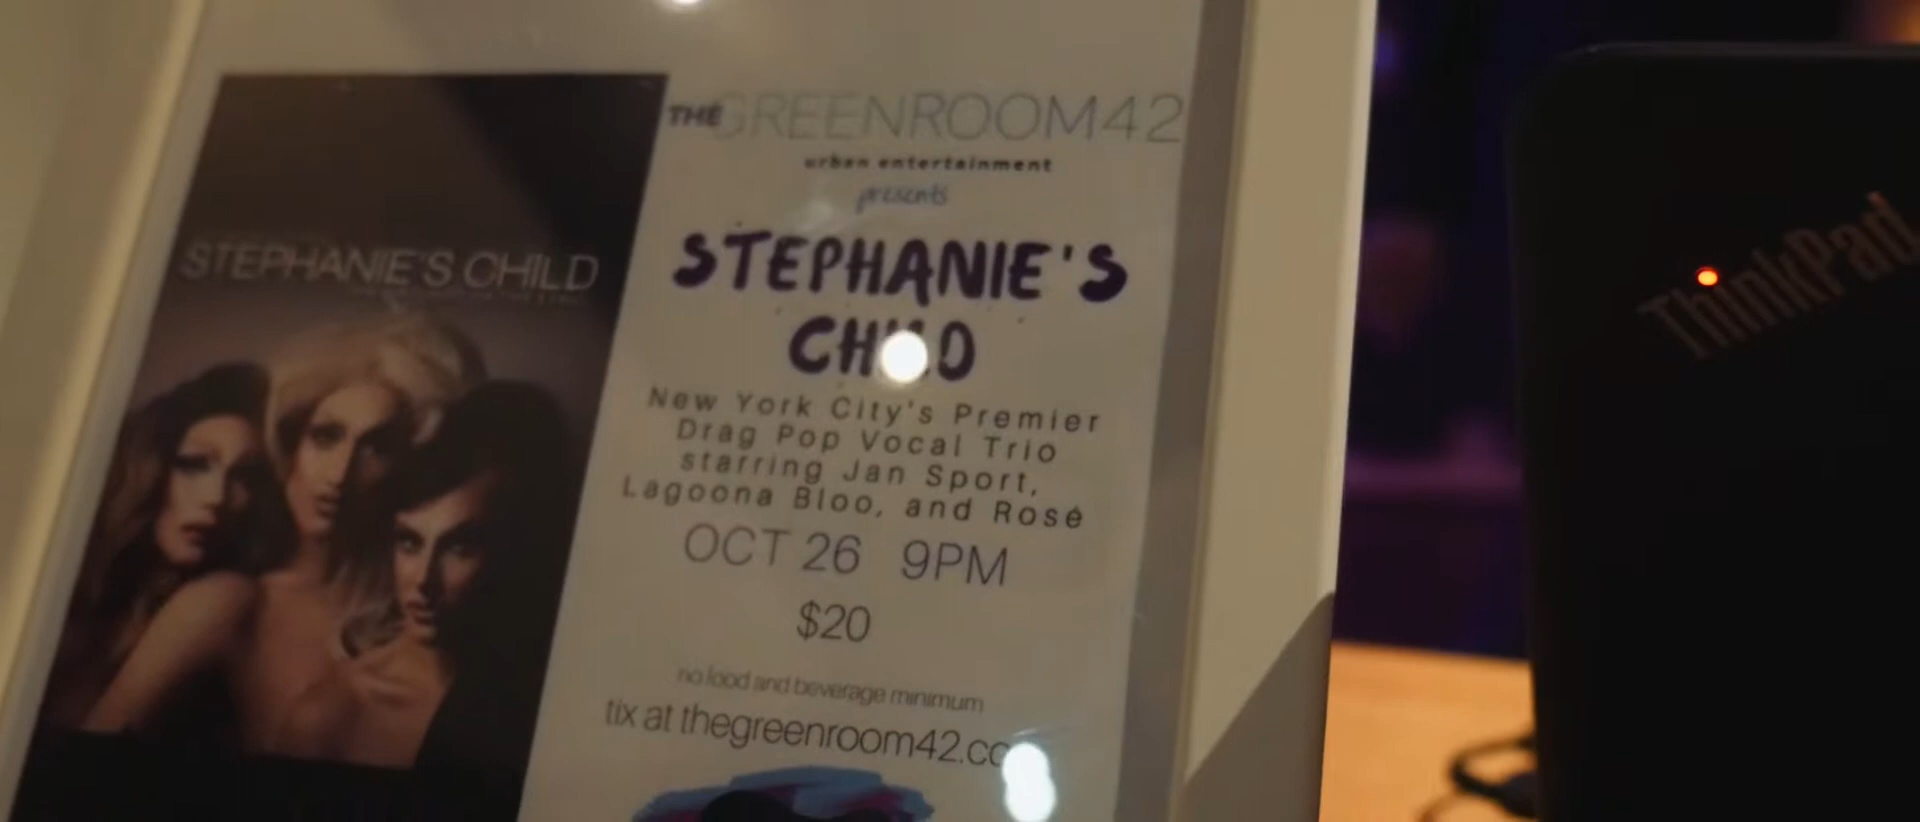 STEPHANIE'S CHILD
THE GREENROOM42
urban entertainment
presents
STEPHANIE'S
CHILD
New York City's Premier
Drag Pop Vocal Trio
starring Jan Sport,
Lagoona Bloo, and Rosé
OCT 26 9PM
$20
no food and beverage minimum
tix at thegreenroom42.co
ThinkPad